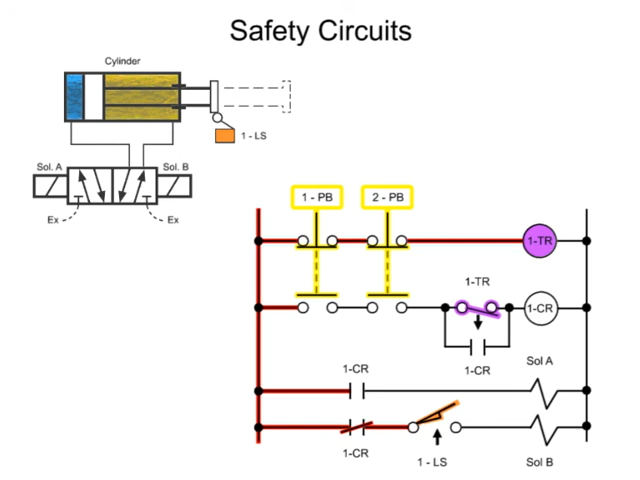 Safety Circuits
Cylinder
1 - LS
Sol. A
Sol. B
Ex
Ex
1 - PB
2 - PB
1-TR
1-TR
1-CR
1-CR
Sol A
1-CR
1-CR
1 - LS
Sol B